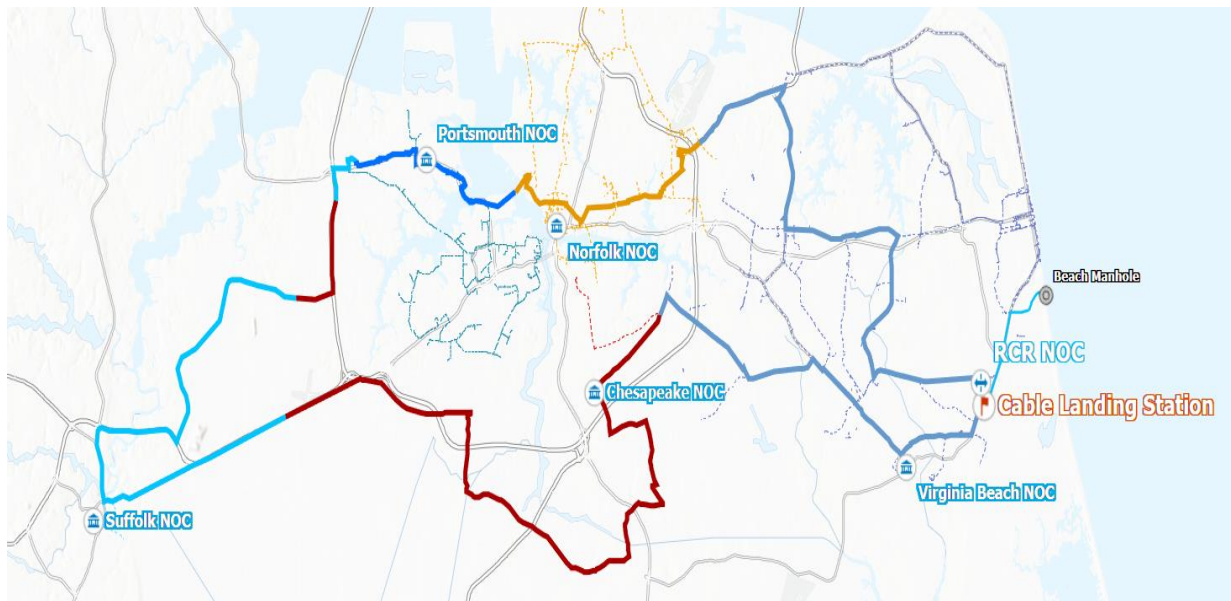 Portsmouth NOC
Norfolk NOC
Beach Manhole
RCR NOC
Chesapeake NOC
Cable Landing Station
Virginia Beach NOC
Suffolk NOC